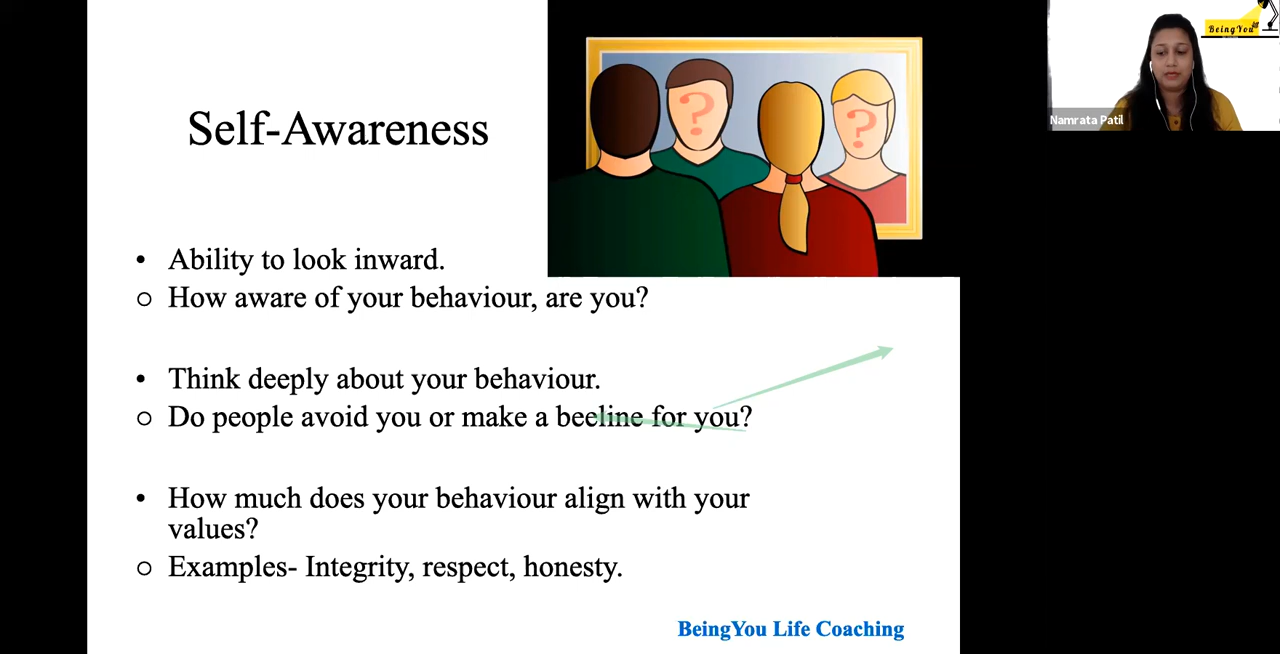 Self-Awareness
• Ability to look inward.
○ How aware of your behaviour, are you?
• Think deeply about your behaviour.
○ Do people avoid you or make a beeline for you?
• How much does your behaviour align with your
values?
○ Examples- Integrity, respect, honesty.
BeingYou Life Coaching
? ?
BeingYou
Namrata Patil